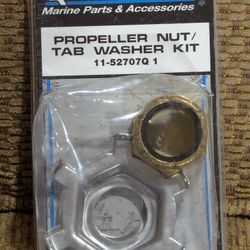 Marine Parts & Accessories
PROPELLER NUT/
TAB WASHER KIT
11-52707Q 1